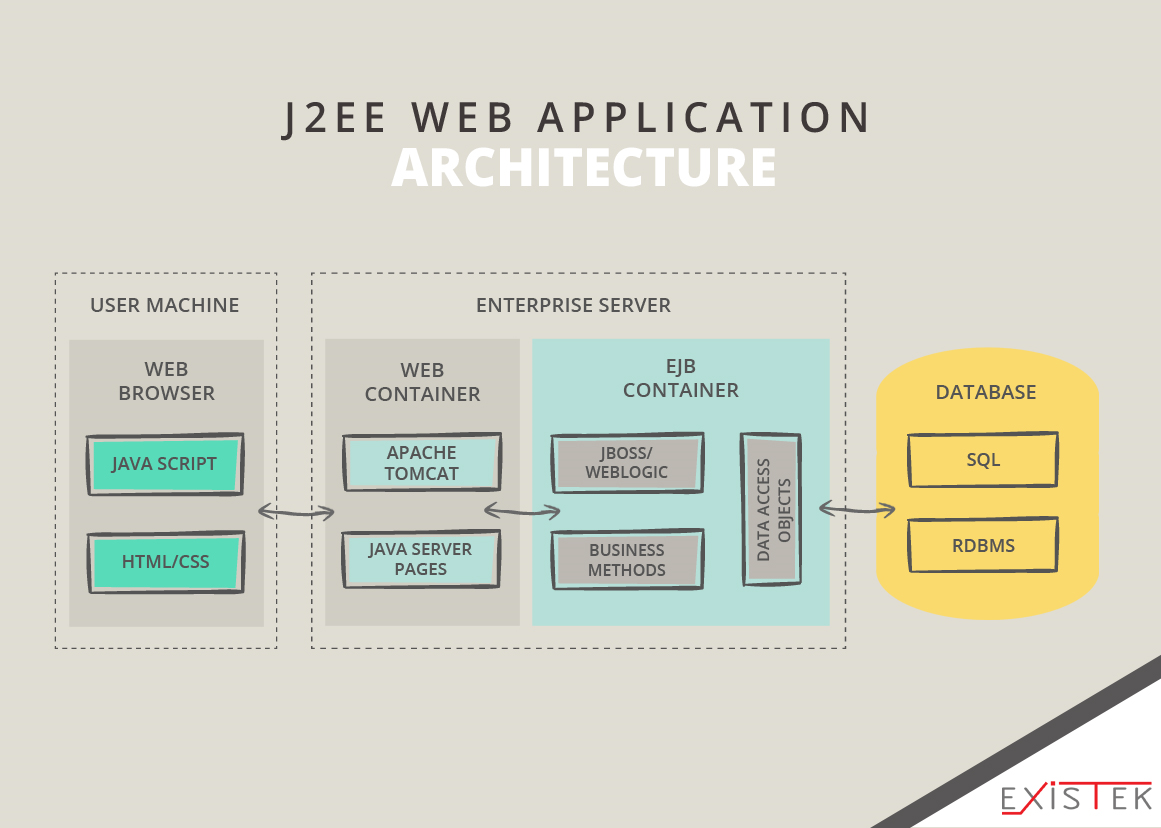 J2EE WEB APPLICATION
ARCHITECTURE
USER MACHINE
WEB
BROWSER
JAVA SCRIPT
HTML/CSS
ENTERPRISE SERVER
WEB
CONTAINER
APACHE
TOMCAT
JAVA SERVER
PAGES
EJB
CONTAINER
JBOSS/
WEBLOGIC
BUSINESS
METHODS
DATA ACCESS
OBJECTS
DATABASE
SQL
RDBMS
EXISTEK